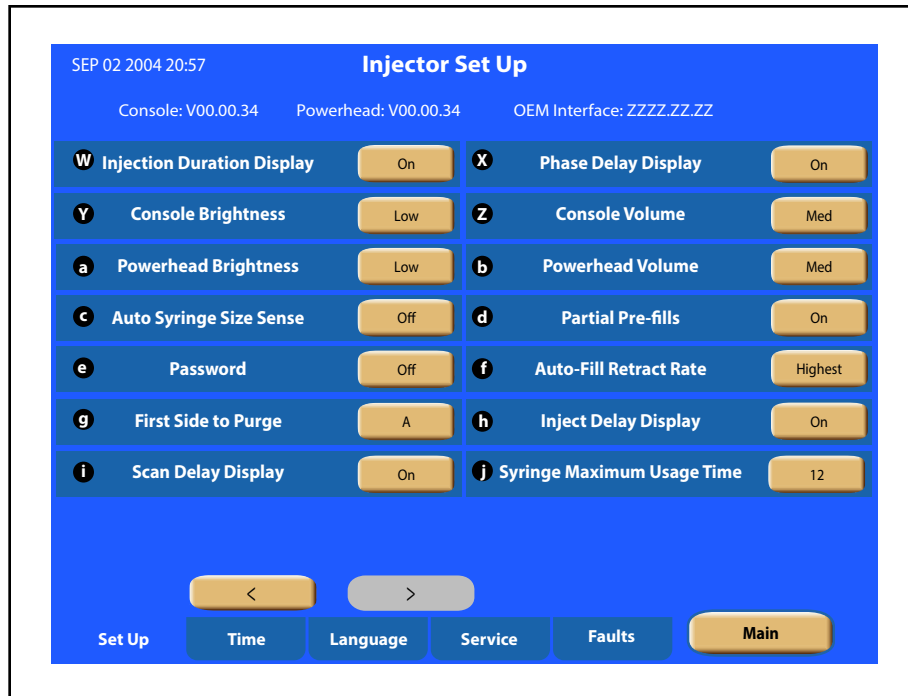 SEP 02 2004 20:57 Injector Set Up
Console: V00.00.34 Powerhead: V00.00.34 OEM Interface: ZZZZ.ZZ.ZZ
W Injection Duration Display On X Phase Delay Display On
Y Console Brightness Low Z Console Volume Med
a Powerhead Brightness Low b Powerhead Volume Med
c Auto Syringe Size Sense Off d Partial Pre-fills On
e Password Off f Auto-Fill Retract Rate Highest
g First Side to Purge A h Inject Delay Display On
i Scan Delay Display On j Syringe Maximum Usage Time 12
< >
Set Up Time Language Service Faults Main